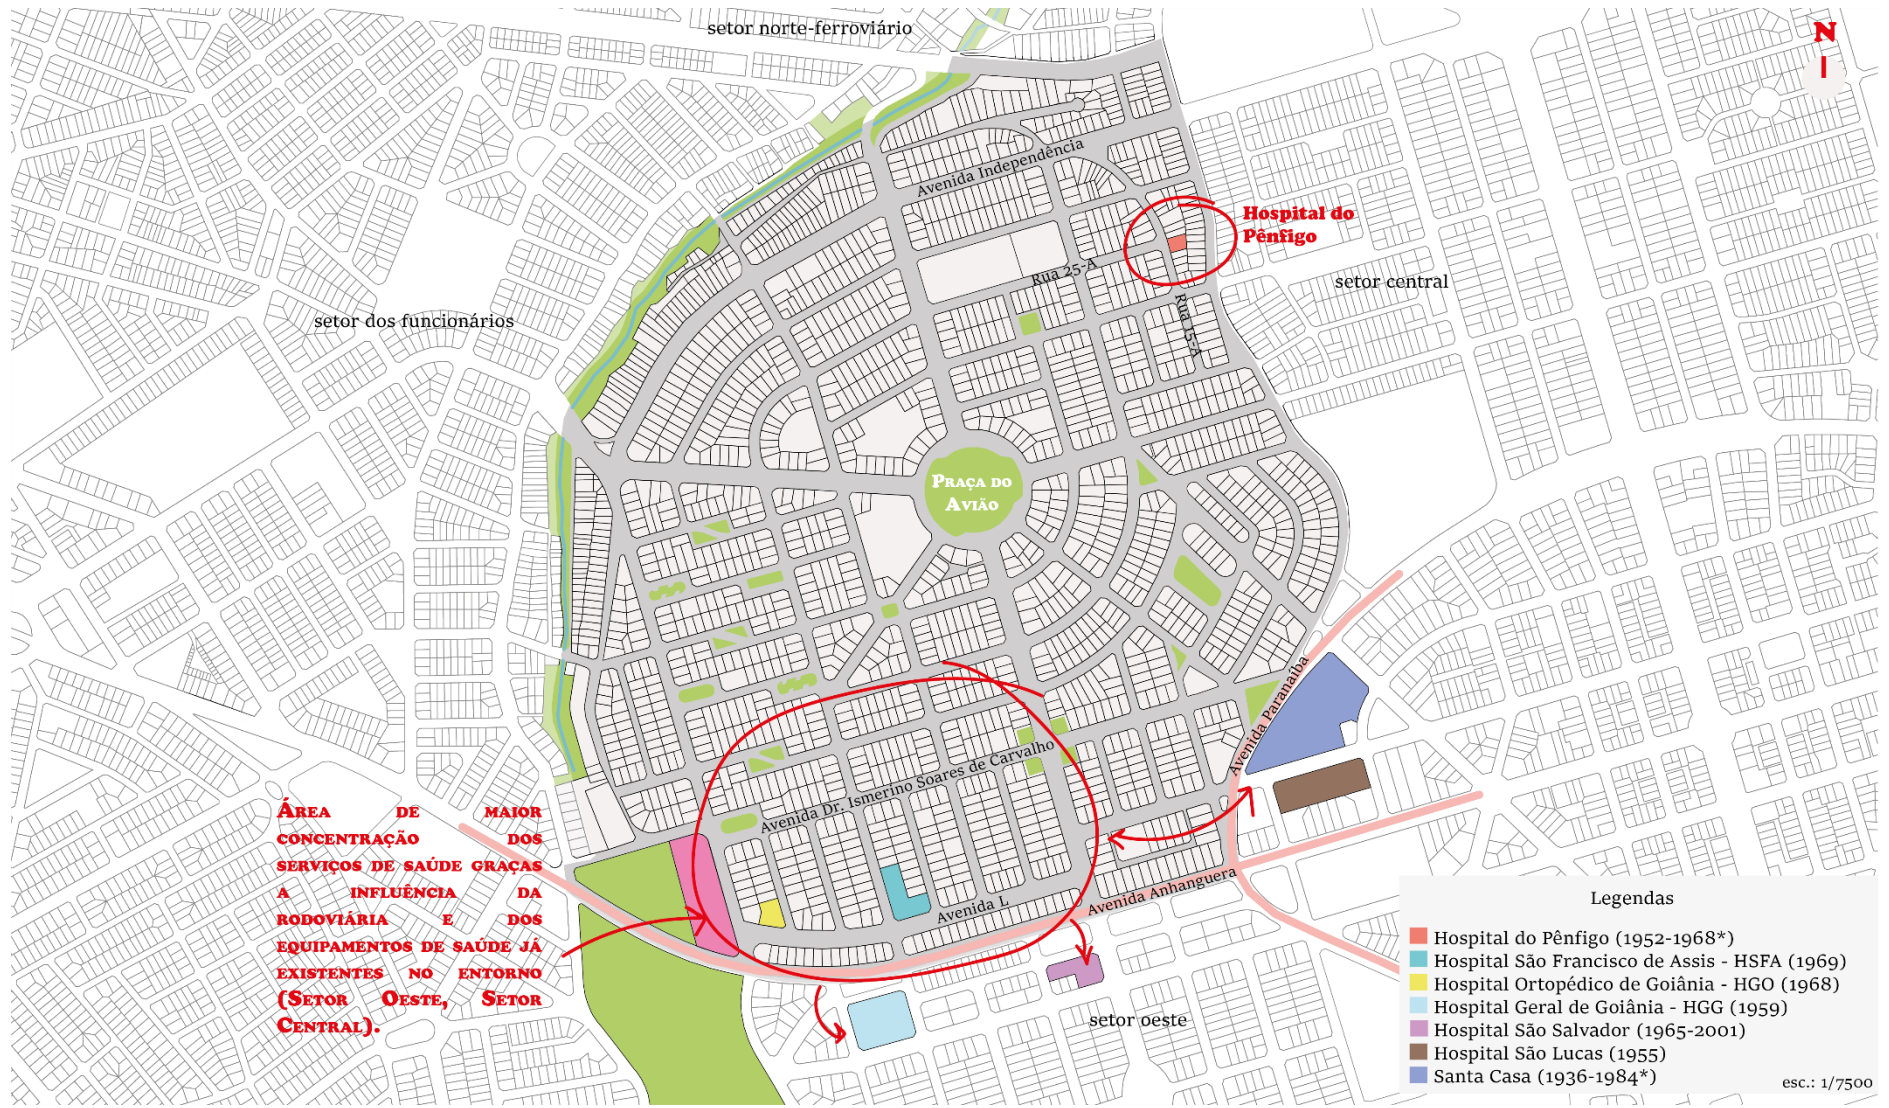 setor norte-ferroviário
N
Avenida Independência
Hospital do
Pênfigo
Rua 25-A
setor central
Rua 15-A
setor dos funcionários
Praça do
Avião
Avenida Paranaíba
Avenida Dr. Ismerino Soares de Carvalho
Área de maior
concentração dos
serviços de saúde graças
a influência da
rodoviária e dos
equipamentos de saúde já
existentes no entorno
(Setor Oeste, Setor
Central).
Avenida L
Avenida Anhanguera
setor oeste
Legendas
Hospital do Pênfigo (1952-1968*)
Hospital São Francisco de Assis - HSFA (1969)
Hospital Ortopédico de Goiânia - HGO (1968)
Hospital Geral de Goiânia - HGG (1959)
Hospital São Salvador (1965-2001)
Hospital São Lucas (1955)
Santa Casa (1936-1984*)
esc.: 1/7500